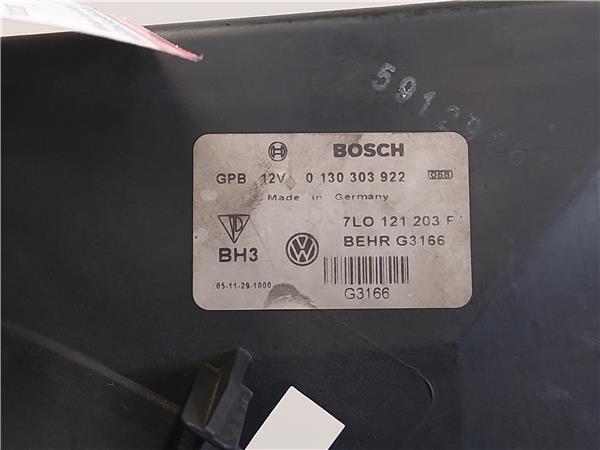 BOSCH
GPB 12V 0 130 303 922 058
Made in Germany
7L0 121 203 F
BH3 BEHR G3166
05-11-29-1000
G3166